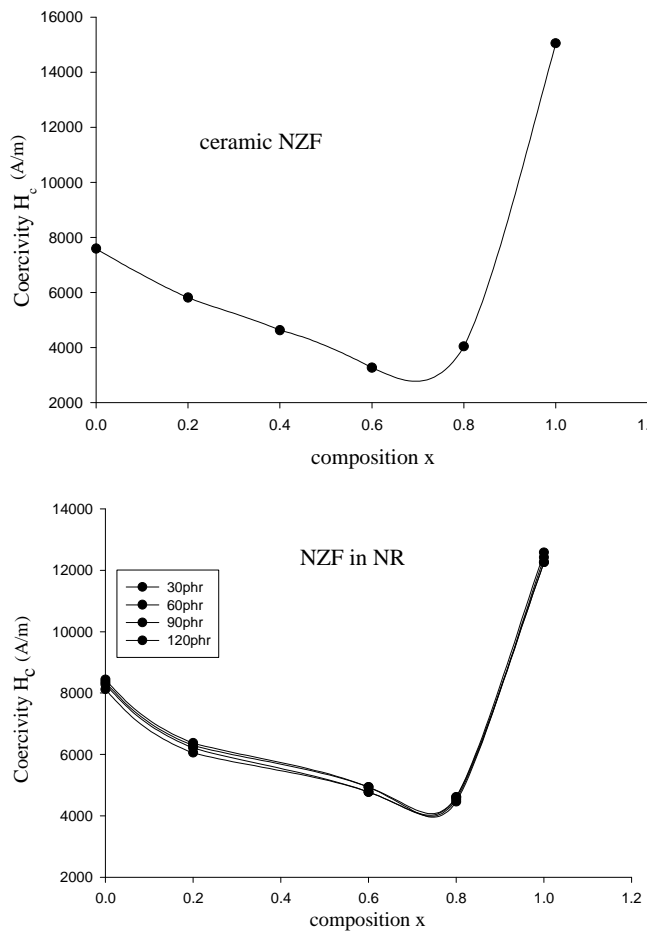 16000
14000
12000
10000
8000
6000
4000
2000
Coercivity H_c (A/m)
ceramic NZF
0.0 0.2 0.4 0.6 0.8 1.0 1.
composition x
14000
12000
10000
8000
6000
4000
2000
Coercivity H_c (A/m)
NZF in NR
30phr
60phr
90phr
120phr
0.0 0.2 0.4 0.6 0.8 1.0 1.2
composition x